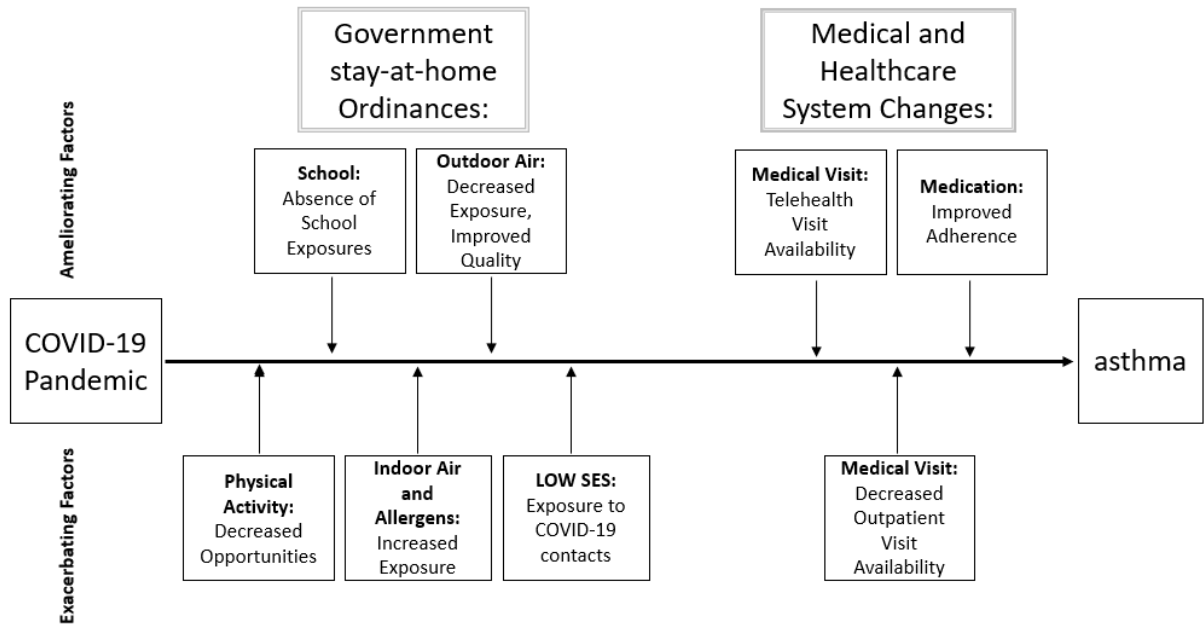 Government
stay-at-home
Ordinances:
Medical and
Healthcare
System Changes:
Ameliorating Factors
School:
Absence of
School
Exposures
Outdoor Air:
Decreased
Exposure,
Improved
Quality
Medical Visit:
Telehealth
Visit
Availability
Medication:
Improved
Adherence
COVID-19
Pandemic
asthma
Exacerbating Factors
Physical
Activity:
Decreased
Opportunities
Indoor Air
and
Allergens:
Increased
Exposure
LOW SES:
Exposure to
COVID-19
contacts
Medical Visit:
Decreased
Outpatient
Visit
Availability